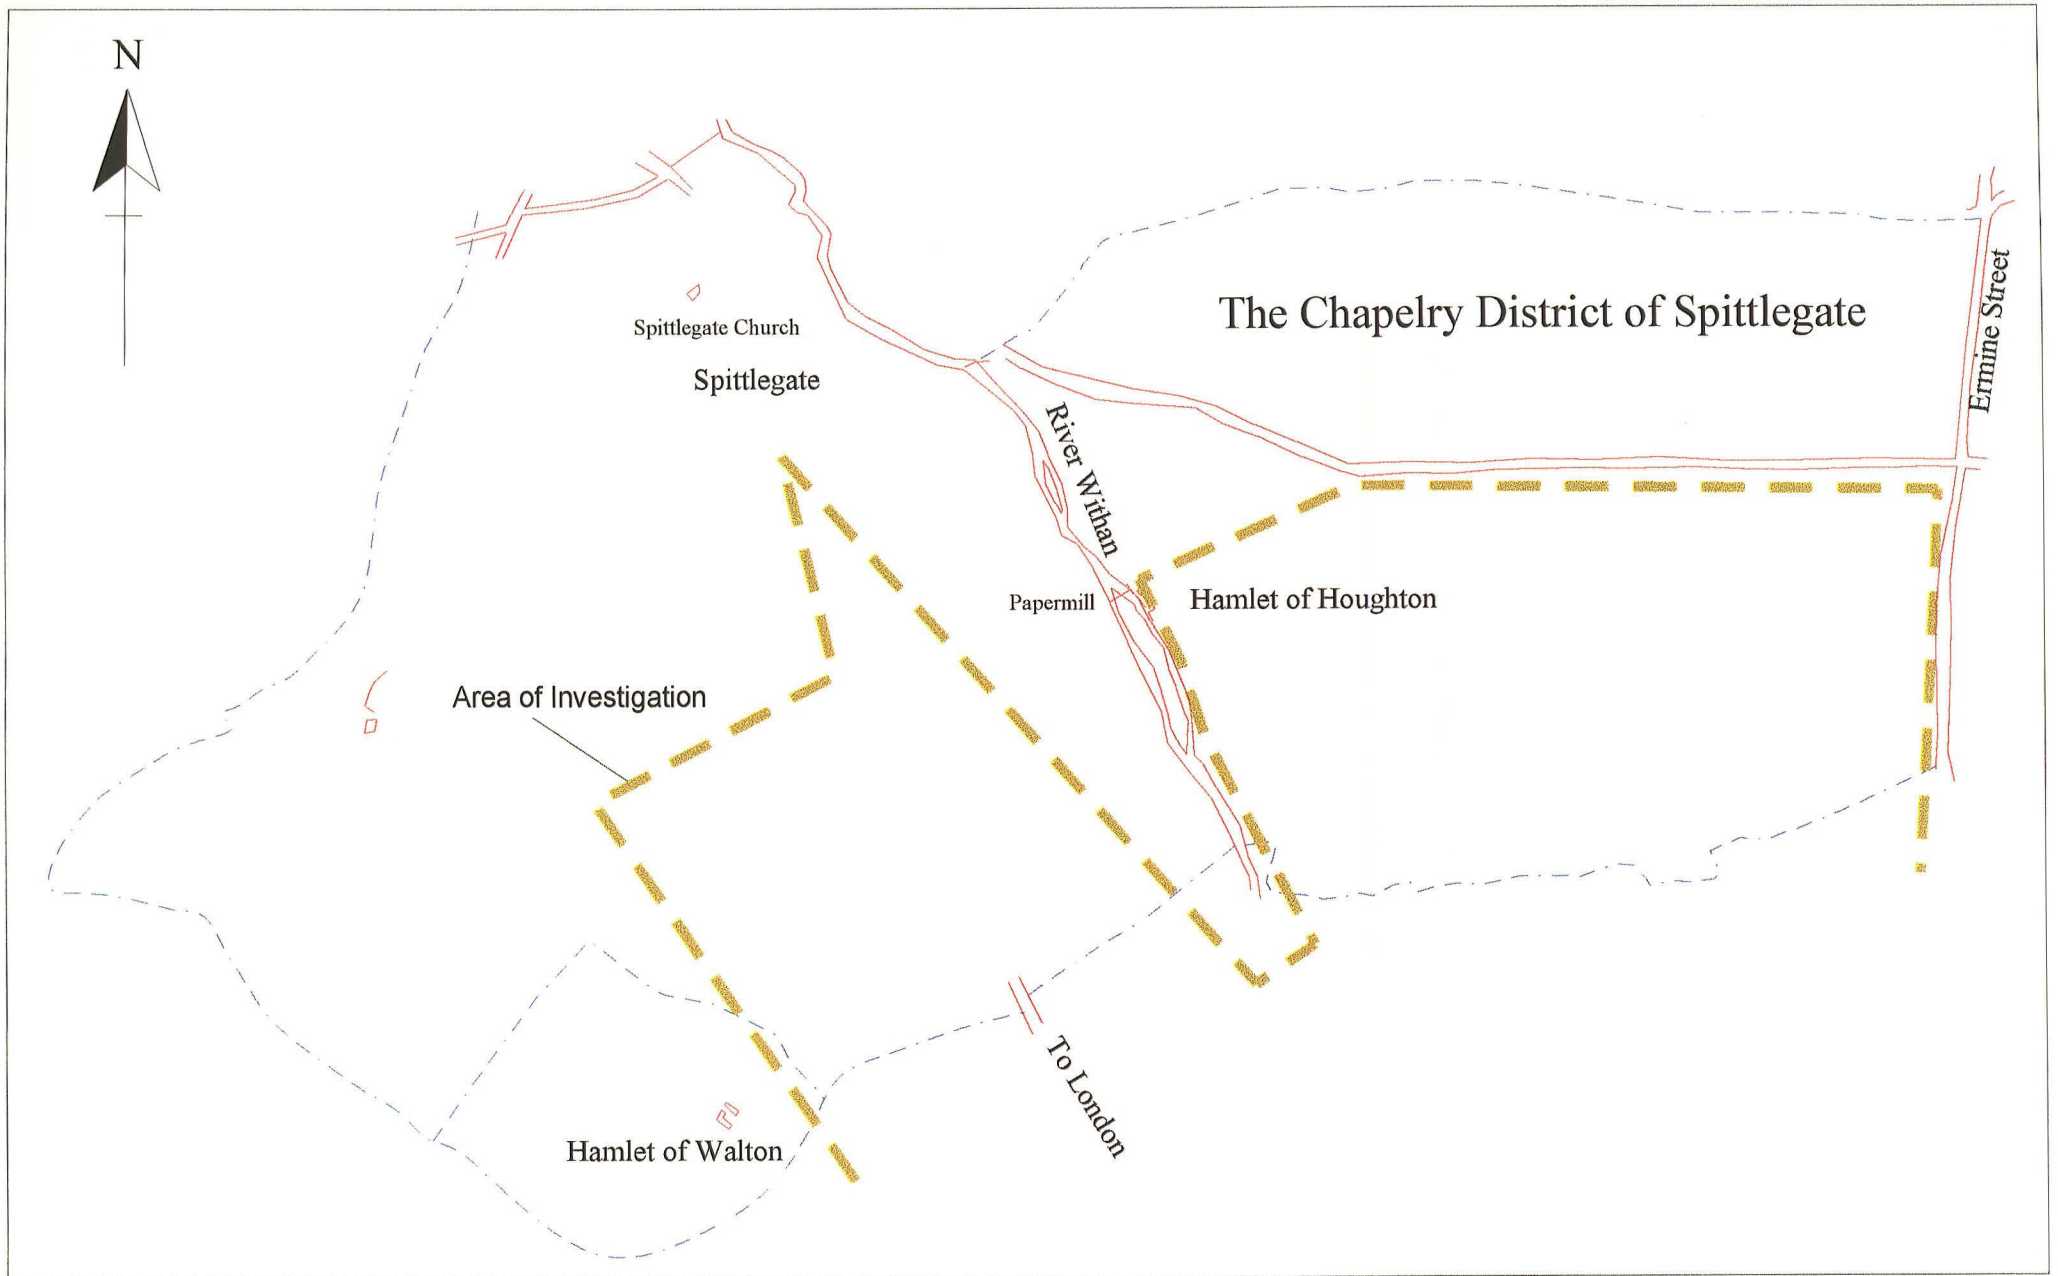 N
The Chapelry District of Spittlegate
Ermine Street
Spittlegate Church
Spittlegate
River Withan
Papermill
Hamlet of Houghton
Area of Investigation
To London
Hamlet of Walton